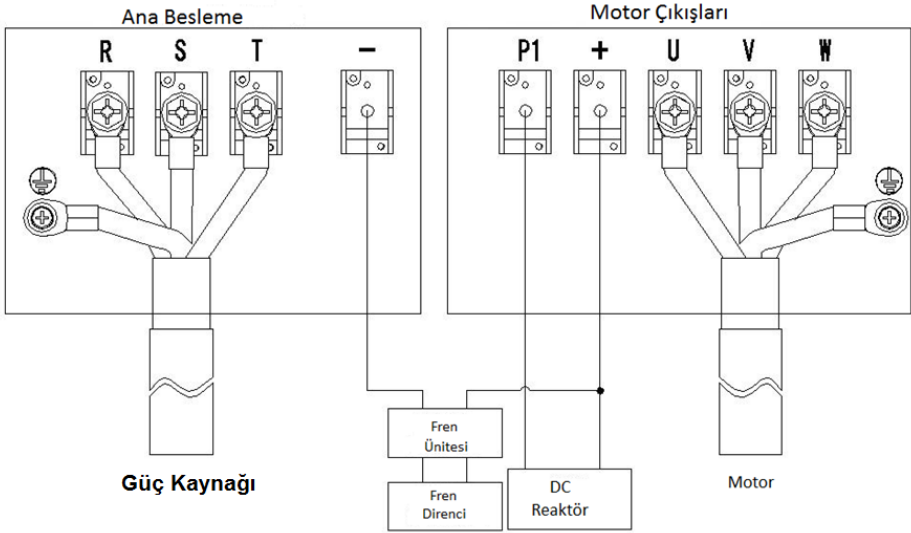 Ana Besleme
Motor Çıkışları
R S T −
P1 + U V W
Fren
Ünitesi
Fren
Direnci
DC
Reaktör
Güç Kaynağı
Motor